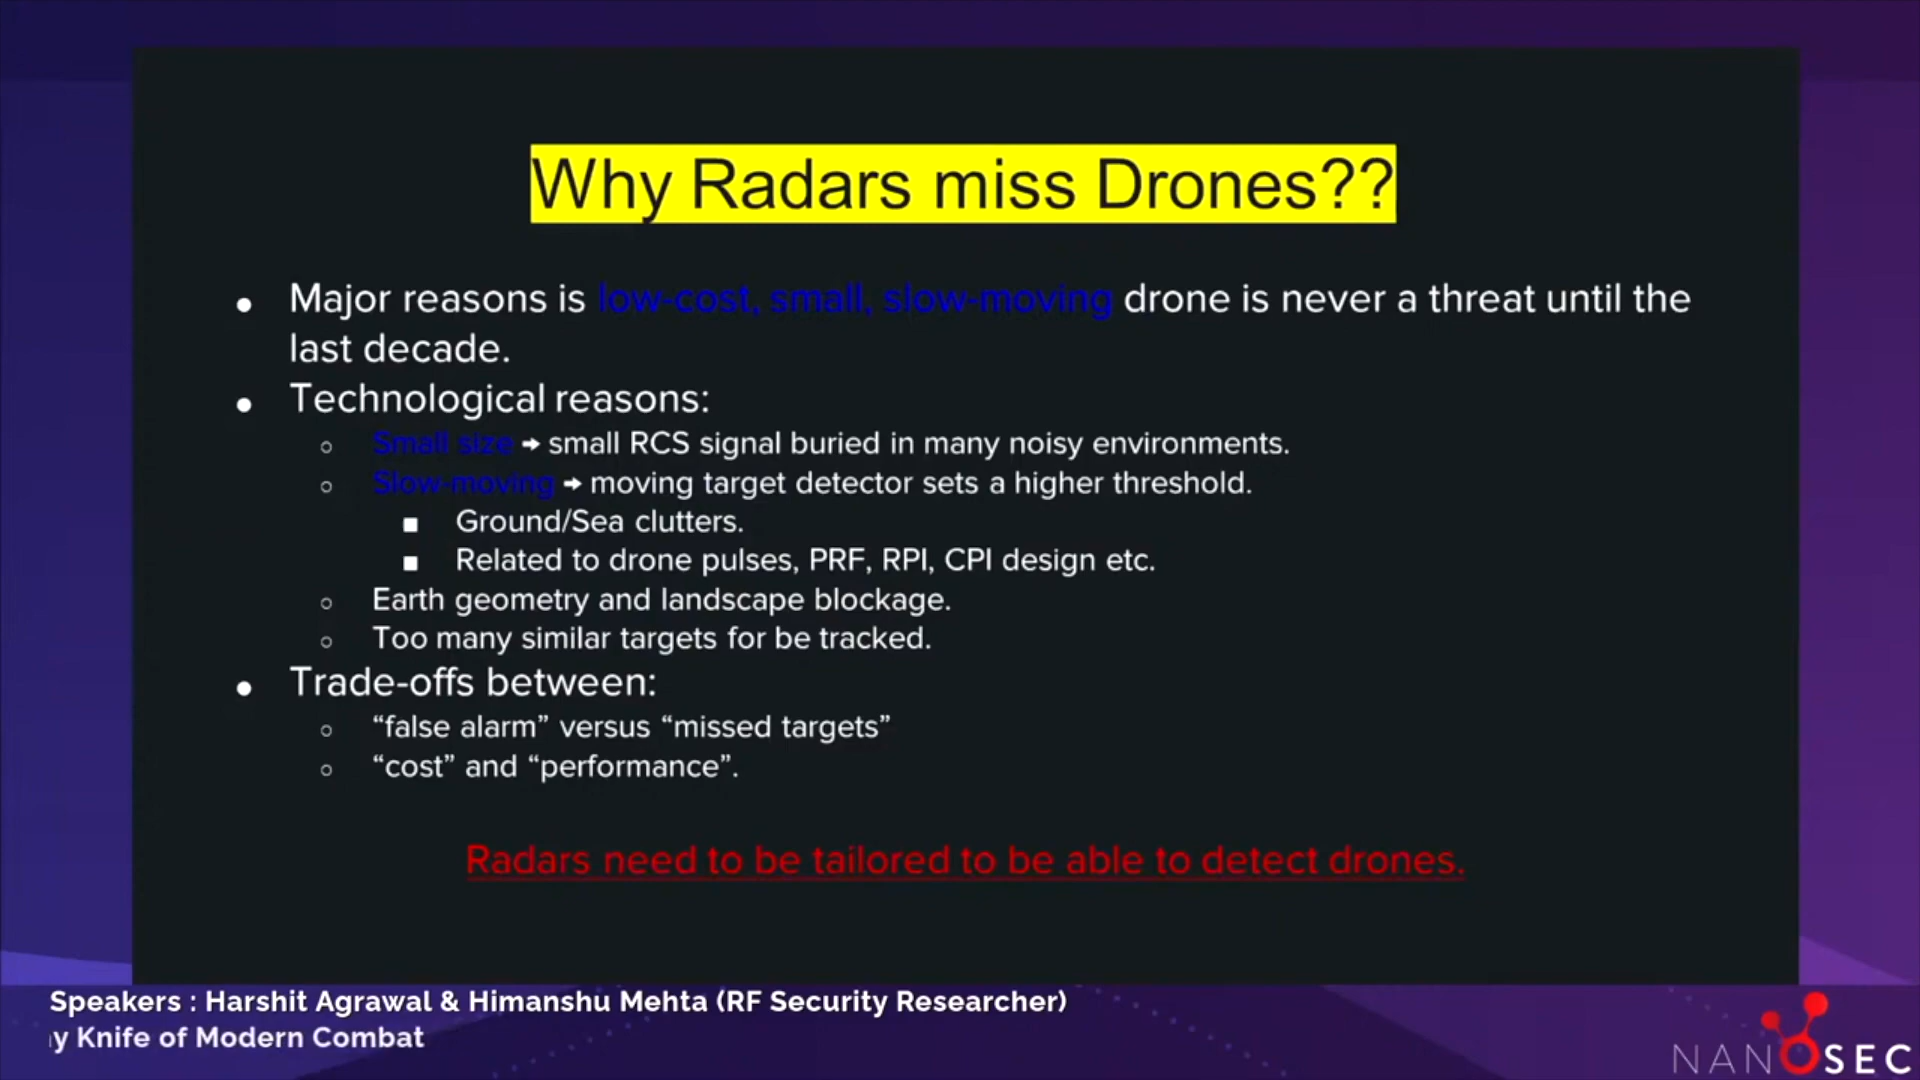 Why Radars miss Drones??
● Major reasons is low-cost, small, slow-moving drone is never a threat until the
last decade.
● Technological reasons:
○ Small size → small RCS signal buried in many noisy environments.
○ Slow-moving → moving target detector sets a higher threshold.
■ Ground/Sea clutters.
■ Related to drone pulses, PRF, RPI, CPI design etc.
○ Earth geometry and landscape blockage.
○ Too many similar targets for be tracked.
● Trade-offs between:
○ “false alarm” versus “missed targets”
○ “cost” and “performance”.
Radars need to be tailored to be able to detect drones.
Speakers : Harshit Agrawal & Himanshu Mehta (RF Security Researcher)
y Knife of Modern Combat
NANOSEC